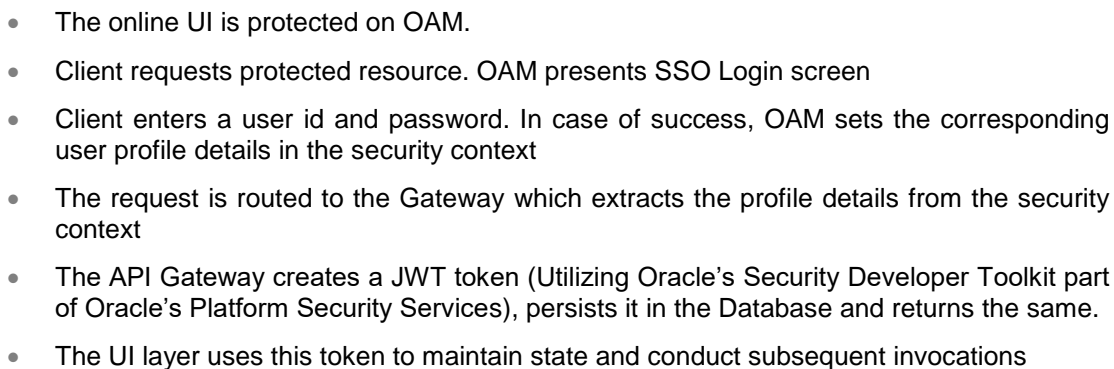 • The online UI is protected on OAM.
• Client requests protected resource. OAM presents SSO Login screen
• Client enters a user id and password. In case of success, OAM sets the corresponding
user profile details in the security context
• The request is routed to the Gateway which extracts the profile details from the security
context
• The API Gateway creates a JWT token (Utilizing Oracle’s Security Developer Toolkit part
of Oracle’s Platform Security Services), persists it in the Database and returns the same.
• The UI layer uses this token to maintain state and conduct subsequent invocations